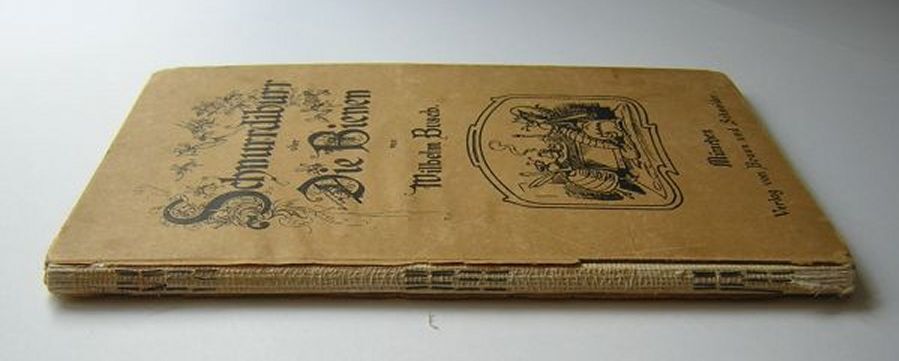 Schnurrdiburr
oder
Die Bienen
von
Wilhelm Busch.
München
Verlag von Braun und Schneider